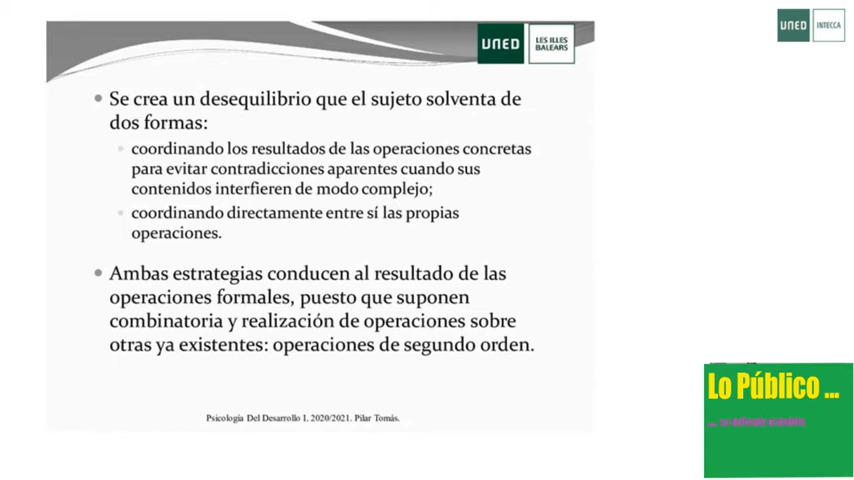 UNED
LES ILLES
BALEARS
UNED
INTECCA
• Se crea un desequilibrio que el sujeto solventa de
dos formas:
• coordinando los resultados de las operaciones concretas
para evitar contradicciones aparentes cuando sus
contenidos interfieren de modo complejo;
• coordinando directamente entre sí las propias
operaciones.
• Ambas estrategias conducen al resultado de las
operaciones formales, puesto que suponen
combinatoria y realización de operaciones sobre
otras ya existentes: operaciones de segundo orden.
Psicología Del Desarrollo I. 2020/2021. Pilar Tomás.
Lo Público ...